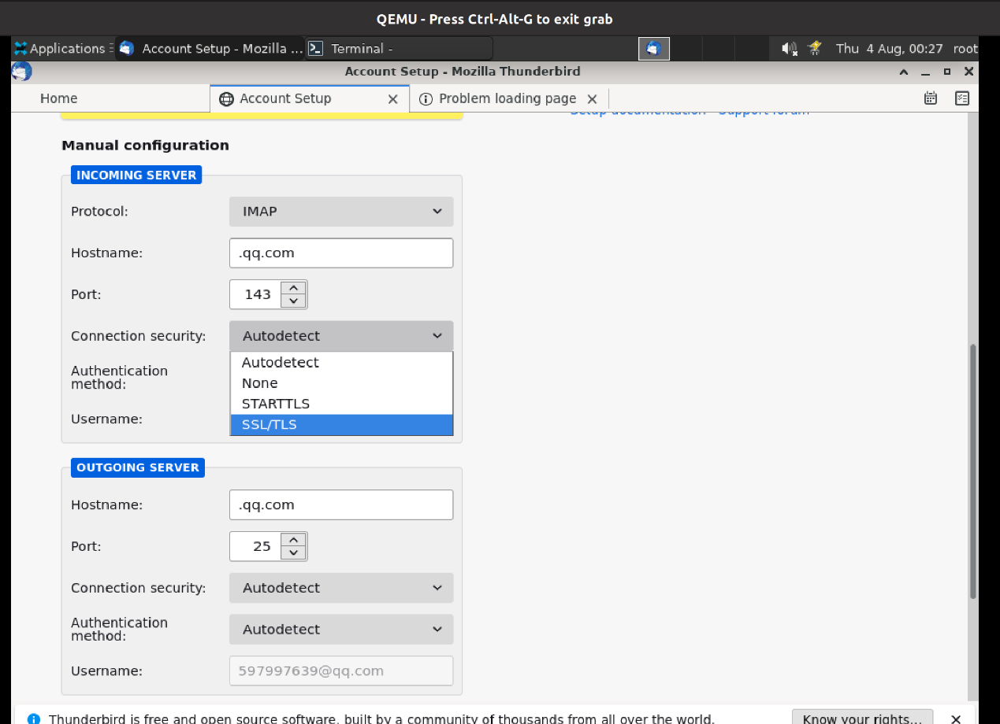 QEMU - Press Ctrl-Alt-G to exit grab
Applications Account Setup - Mozilla ... Terminal - Thu 4 Aug, 00:27 root
Account Setup - Mozilla Thunderbird
Home Account Setup Problem loading page
Setup documentation Support forum
Manual configuration
INCOMING SERVER
Protocol: IMAP
Hostname: .qq.com
Port: 143
Connection security: Autodetect
Autodetect
Authentication
method:
None
STARTTLS
Username:
SSL/TLS
OUTGOING SERVER
Hostname: .qq.com
Port: 25
Connection security: Autodetect
Authentication
method: Autodetect
Username: 597997639@qq.com
Thunderbird is free and open source software, built by a community of thousands from all over the world. Know your rights...